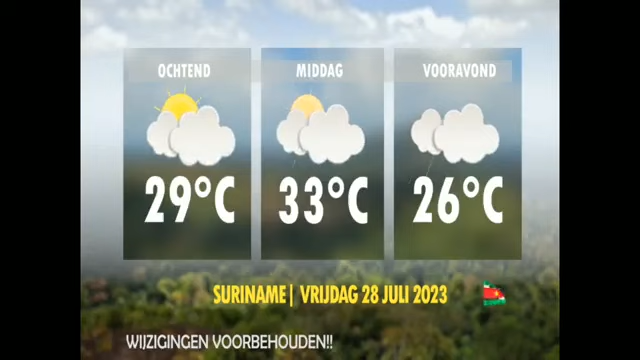 OCHTEND
MIDDAG
VOORAVOND
29°C
33°C
26°C
SURINAME| VRIJDAG 28 JULI 2023
WIJZIGINGEN VOORBEHOUDEN!!